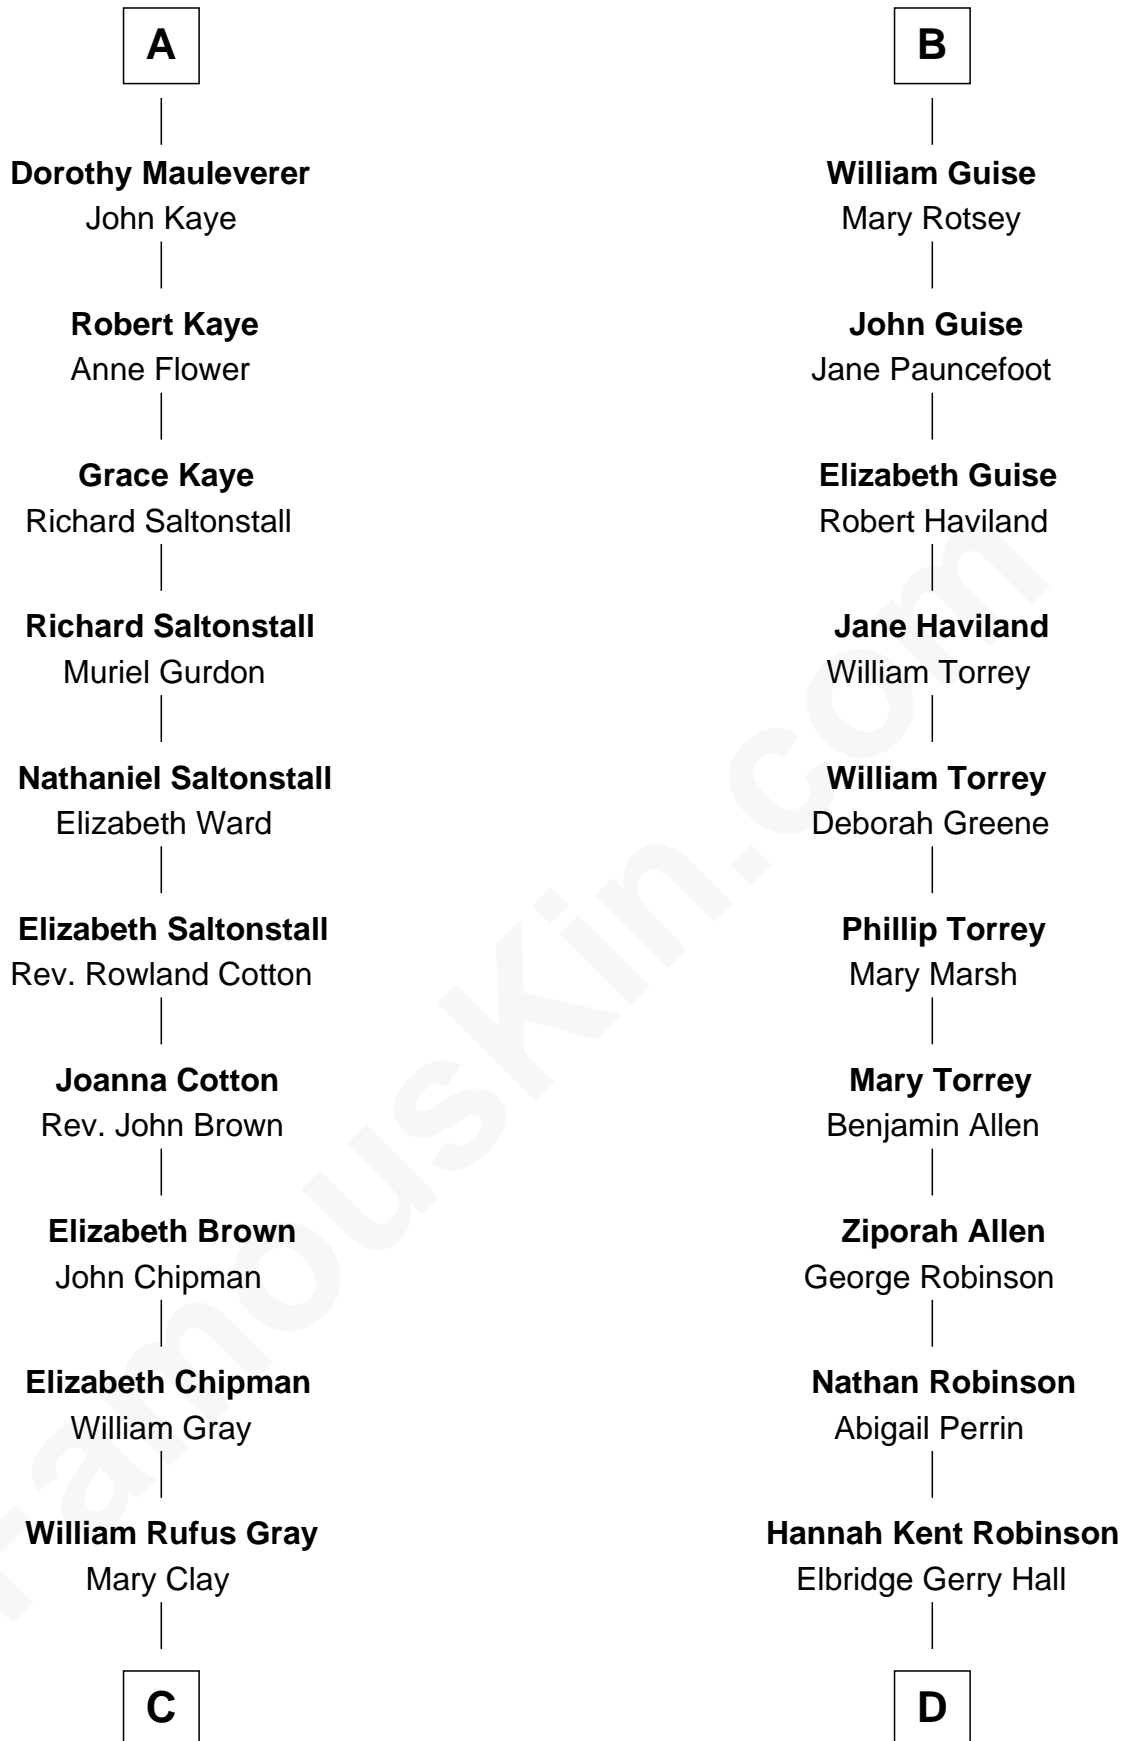 A
Dorothy Mauleverer
John Kaye
Robert Kaye
Anne Flower
Grace Kaye
Richard Saltonstall
Richard Saltonstall
Muriel Gurdon
Nathaniel Saltonstall
Elizabeth Ward
Elizabeth Saltonstall
Rev. Rowland Cotton
Joanna Cotton
Rev. John Brown
Elizabeth Brown
John Chipman
Elizabeth Chipman
William Gray
William Rufus Gray
Mary Clay
C
B
William Guise
Mary Rotsey
John Guise
Jane Pauncefoot
Elizabeth Guise
Robert Haviland
Jane Haviland
William Torrey
William Torrey
Deborah Greene
Phillip Torrey
Mary Marsh
Mary Torrey
Benjamin Allen
Ziporah Allen
George Robinson
Nathan Robinson
Abigail Perrin
Hannah Kent Robinson
Elbridge Gerry Hall
D
FamousKin.com